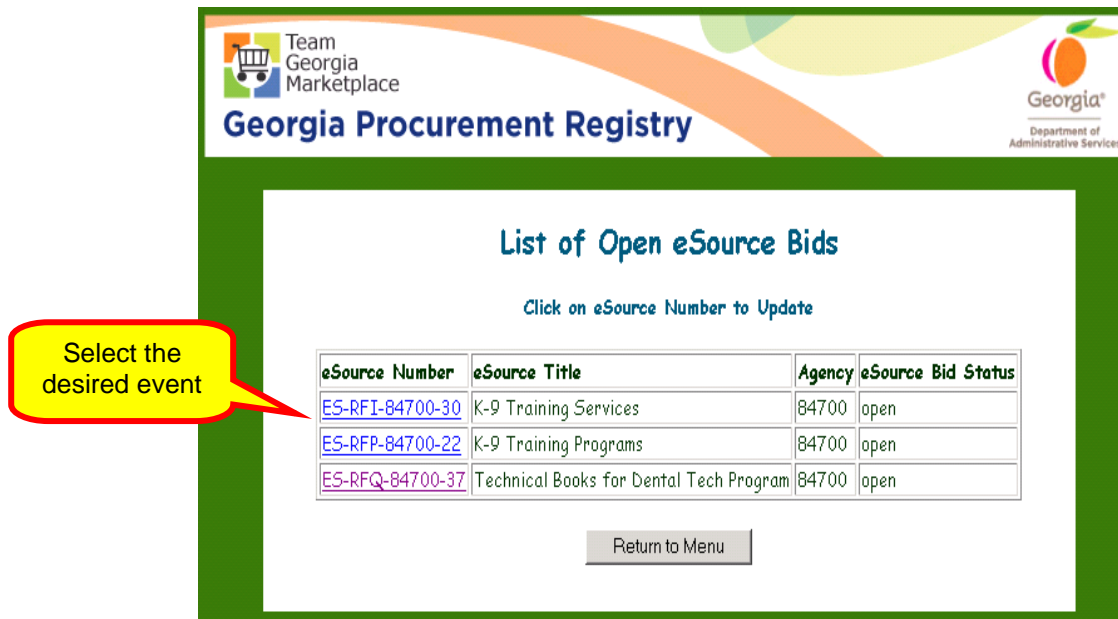 Team
Georgia
Marketplace
Georgia Procurement Registry
Georgia®
Department of
Administrative Services
List of Open eSource Bids
Click on eSource Number to Update
Select the
desired event
eSource Number eSource Title Agency eSource Bid Status
ES-RFI-84700-30 K-9 Training Services 84700 open
ES-RFP-84700-22 K-9 Training Programs 84700 open
ES-RFQ-84700-37 Technical Books for Dental Tech Program 84700 open
Return to Menu